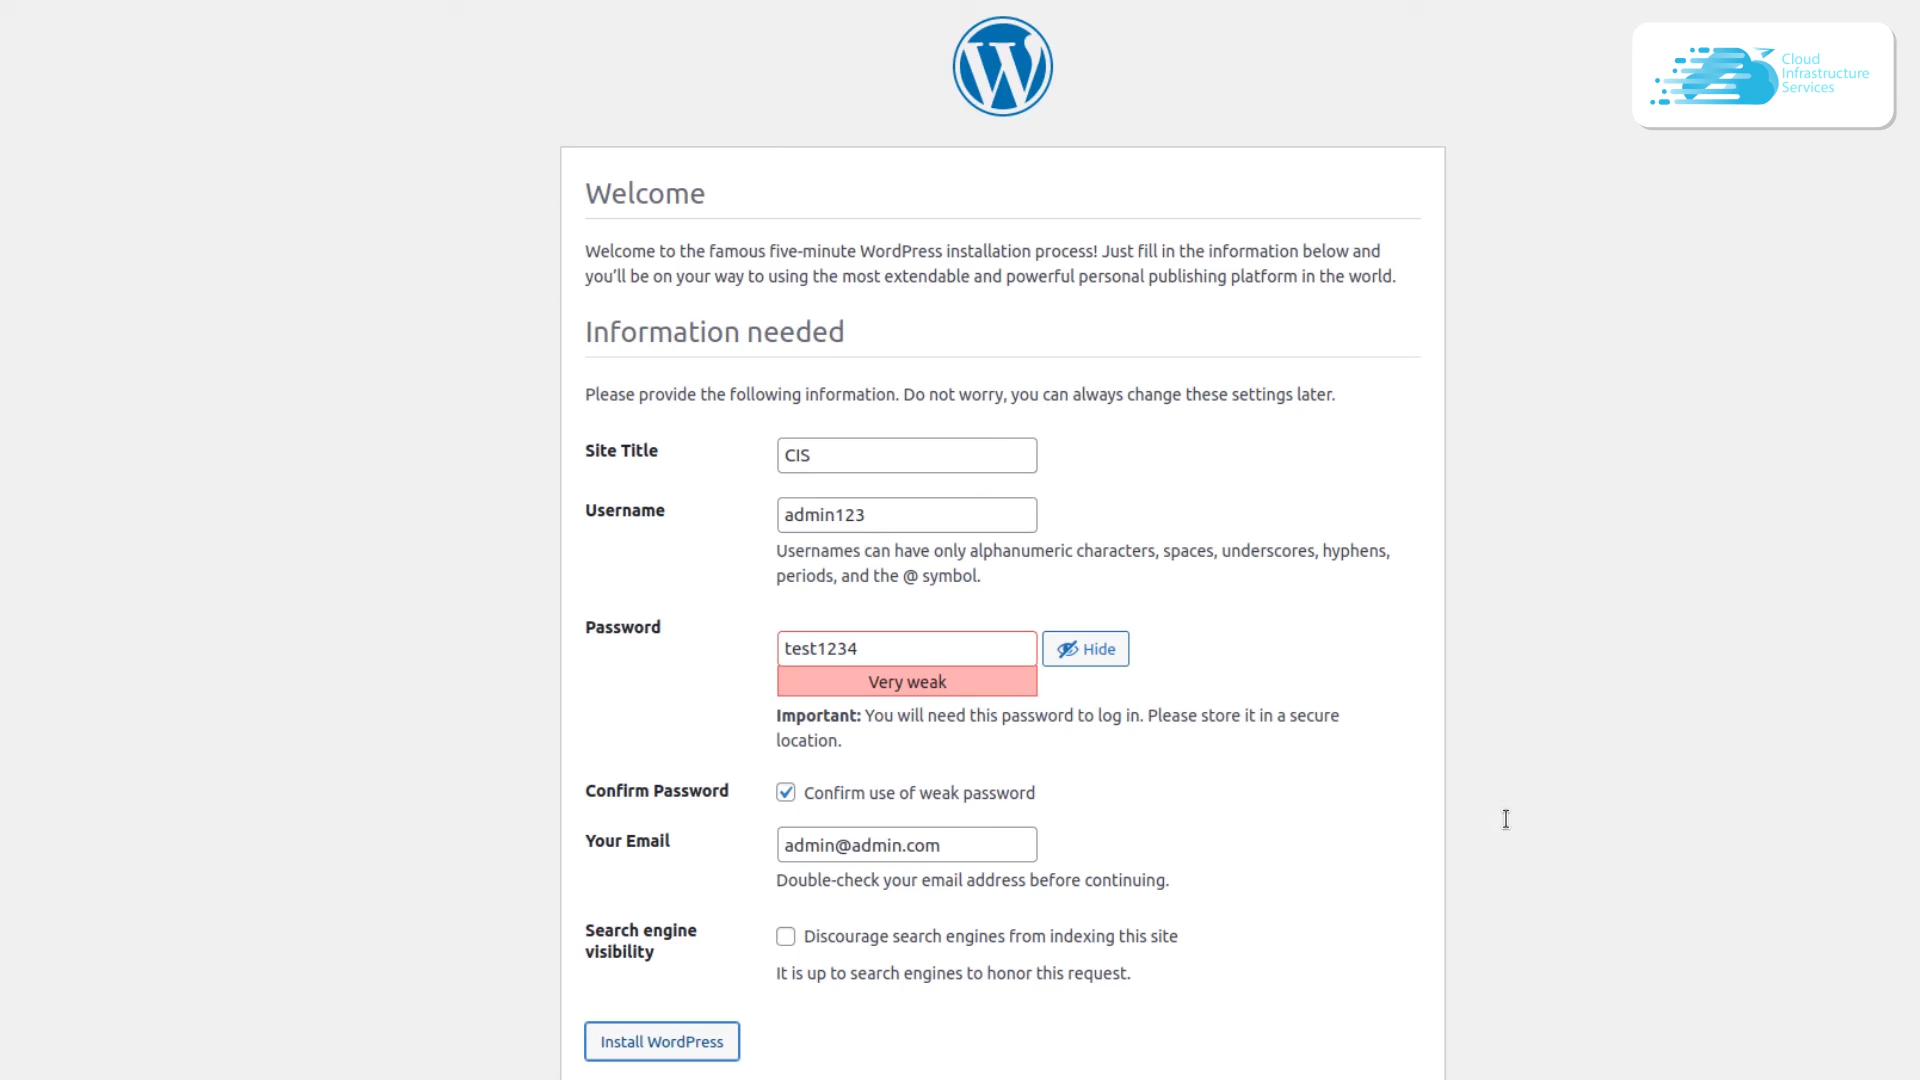 Cloud
Infrastructure
Services
Welcome
Welcome to the famous five-minute WordPress installation process! Just fill in the information below and
you’ll be on your way to using the most extendable and powerful personal publishing platform in the world.
Information needed
Please provide the following information. Do not worry, you can always change these settings later.
Site Title
CIS
Username
admin123
Usernames can have only alphanumeric characters, spaces, underscores, hyphens,
periods, and the @ symbol.
Password
test1234
Hide
Very weak
Important: You will need this password to log in. Please store it in a secure
location.
Confirm Password
Confirm use of weak password
Your Email
admin@admin.com
Double-check your email address before continuing.
Search engine
visibility
Discourage search engines from indexing this site
It is up to search engines to honor this request.
Install WordPress